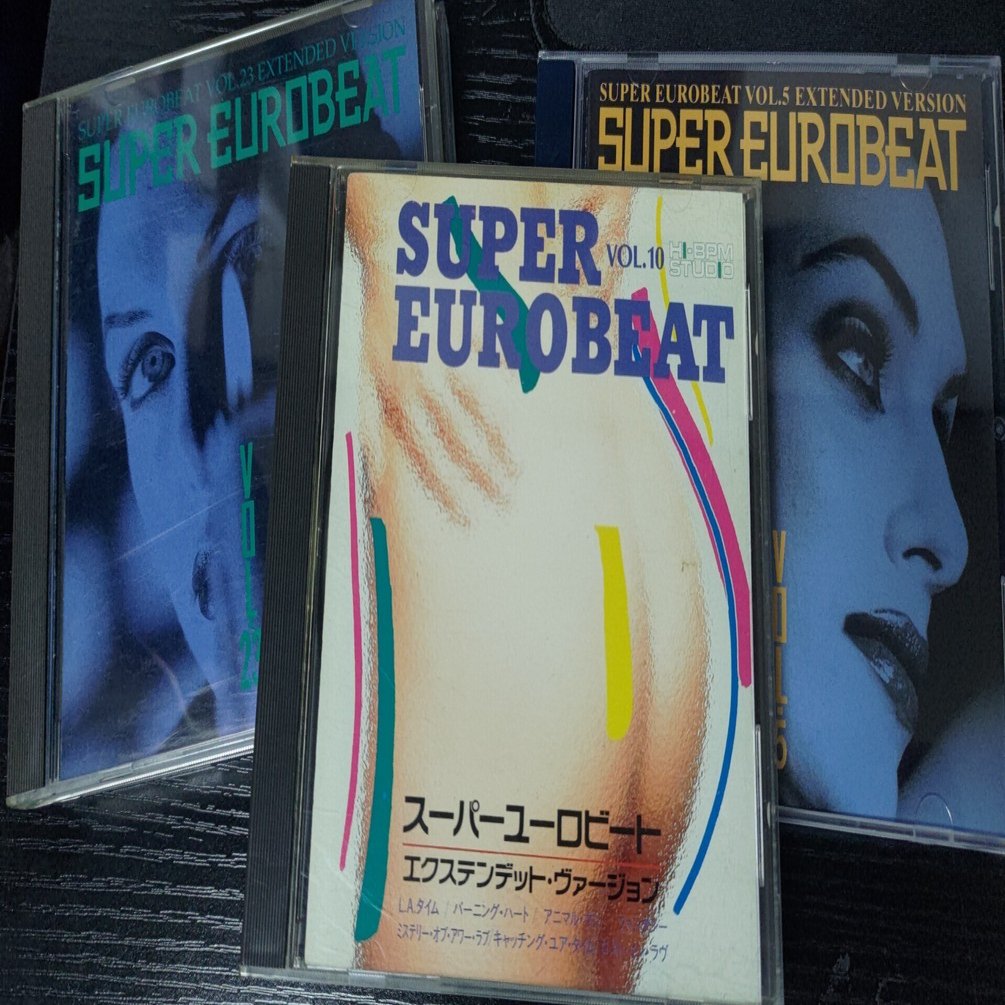 SUPER EUROBEAT VOL.23 EXTENDED VERSION
SUPER EUROBEAT
VOL.
SUPER EUROBEAT VOL.5 EXTENDED VERSION
SUPER EUROBEAT
VOL.5
SUPER VOL.10 HI-BPM STUDIO
EUROBEAT
スーパーユーロビート
エクステンデット・ヴァージョン
L.A.タイム / バーニング・ハート / アニマル・
ミステリー・オブ・アワー・ラブ/キャッチング・ユア・ ラヴ